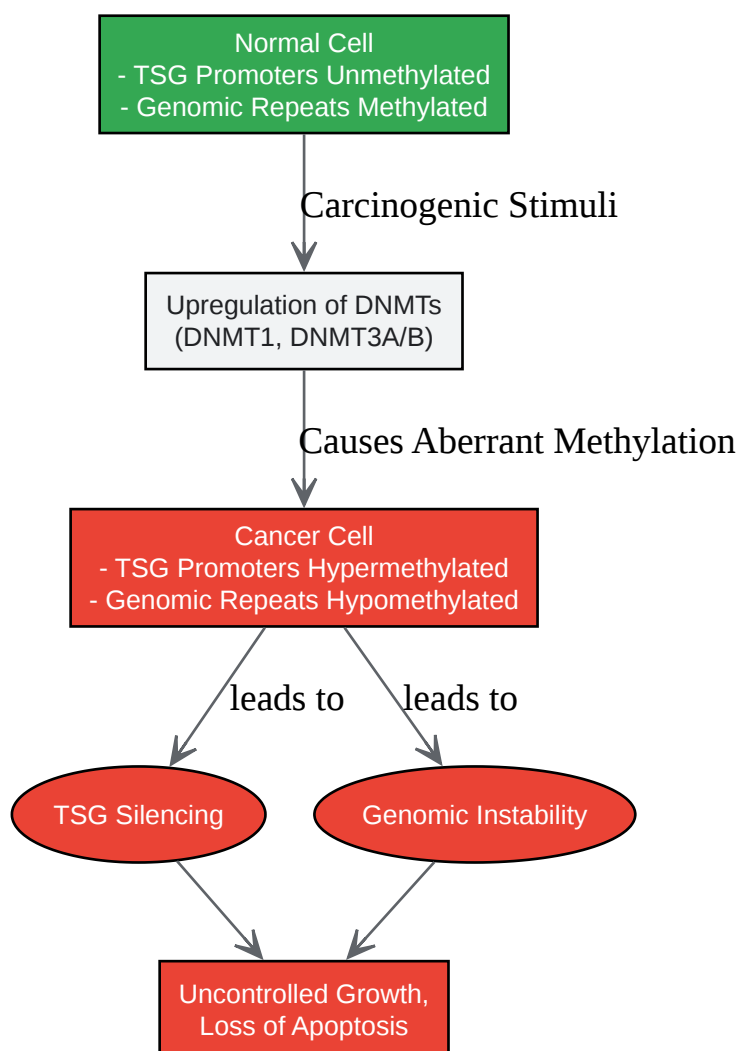 Normal Cell
- TSG Promoters Unmethylated
- Genomic Repeats Methylated
Carcinogenic Stimuli
Upregulation of DNMTs
(DNMT1, DNMT3A/B)
Causes Aberrant Methylation
Cancer Cell
- TSG Promoters Hypermethylated
- Genomic Repeats Hypomethylated
leads to
leads to
TSG Silencing
Genomic Instability
Uncontrolled Growth,
Loss of Apoptosis